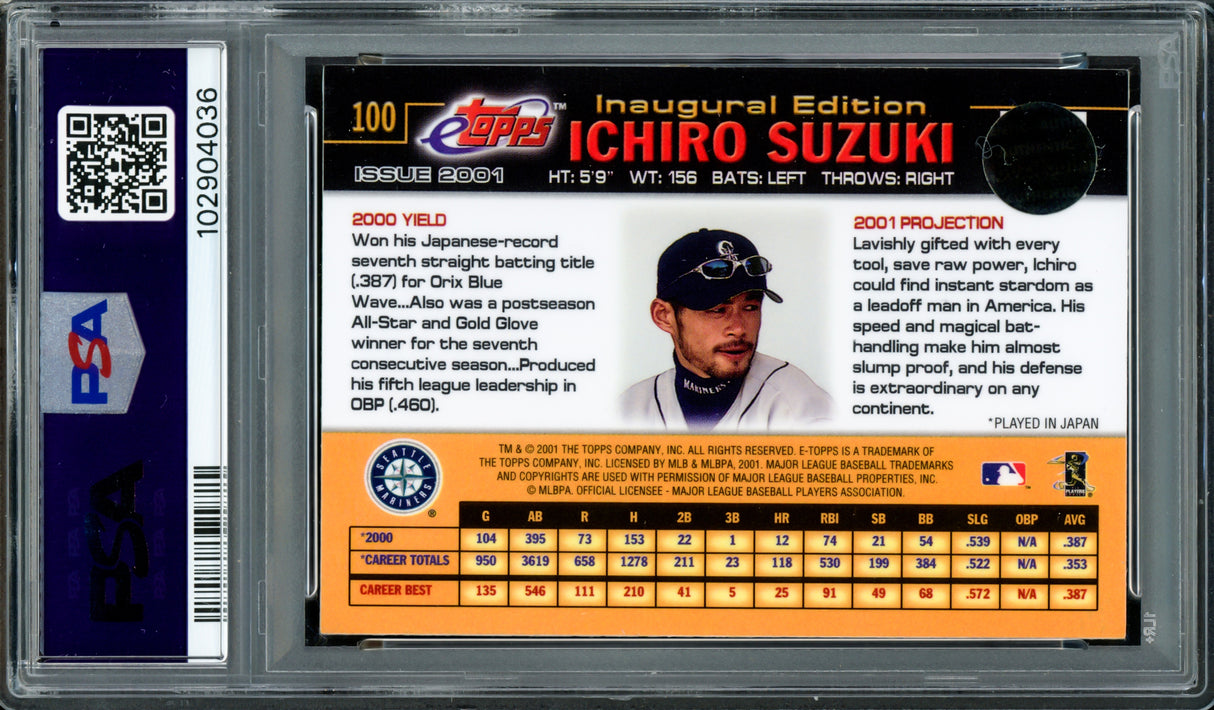 102904036
PSA
PSA
100
eTOPPS™
Inaugural Edition
ICHIRO SUZUKI
ISSUE 2001
HT: 5'9" WT: 156 BATS: LEFT THROWS: RIGHT
2000 YIELD
Won his Japanese-record
seventh straight batting title
(.387) for Orix Blue
Wave...Also was a postseason
All-Star and Gold Glove
winner for the seventh
consecutive season...Produced
his fifth league leadership in
OBP (.460).
MARINERS
2001 PROJECTION
Lavishly gifted with every
tool, save raw power, Ichiro
could find instant stardom as
a leadoff man in America. His
speed and magical bat-
handling make him almost
slump proof, and his defense
is extraordinary on any
continent.
*PLAYED IN JAPAN
SEATTLE
MARINERS
®
TM & © 2001 THE TOPPS COMPANY, INC. ALL RIGHTS RESERVED. E-TOPPS IS A TRADEMARK OF
THE TOPPS COMPANY, INC. LICENSED BY MLB & MLBPA, 2001. MAJOR LEAGUE BASEBALL TRADEMARKS
AND COPYRIGHTS ARE USED WITH PERMISSION OF MAJOR LEAGUE BASEBALL PROPERTIES, INC.
© MLBPA. OFFICIAL LICENSEE - MAJOR LEAGUE BASEBALL PLAYERS ASSOCIATION.
G AB R H 2B 3B HR RBI SB BB SLG OBP AVG
*2000 104 395 73 153 22 1 12 74 21 54 .539 N/A .387
*CAREER TOTALS 950 3619 658 1278 211 23 118 530 199 384 .522 N/A .353
CAREER BEST 135 546 111 210 41 5 25 91 49 68 .572 N/A .387